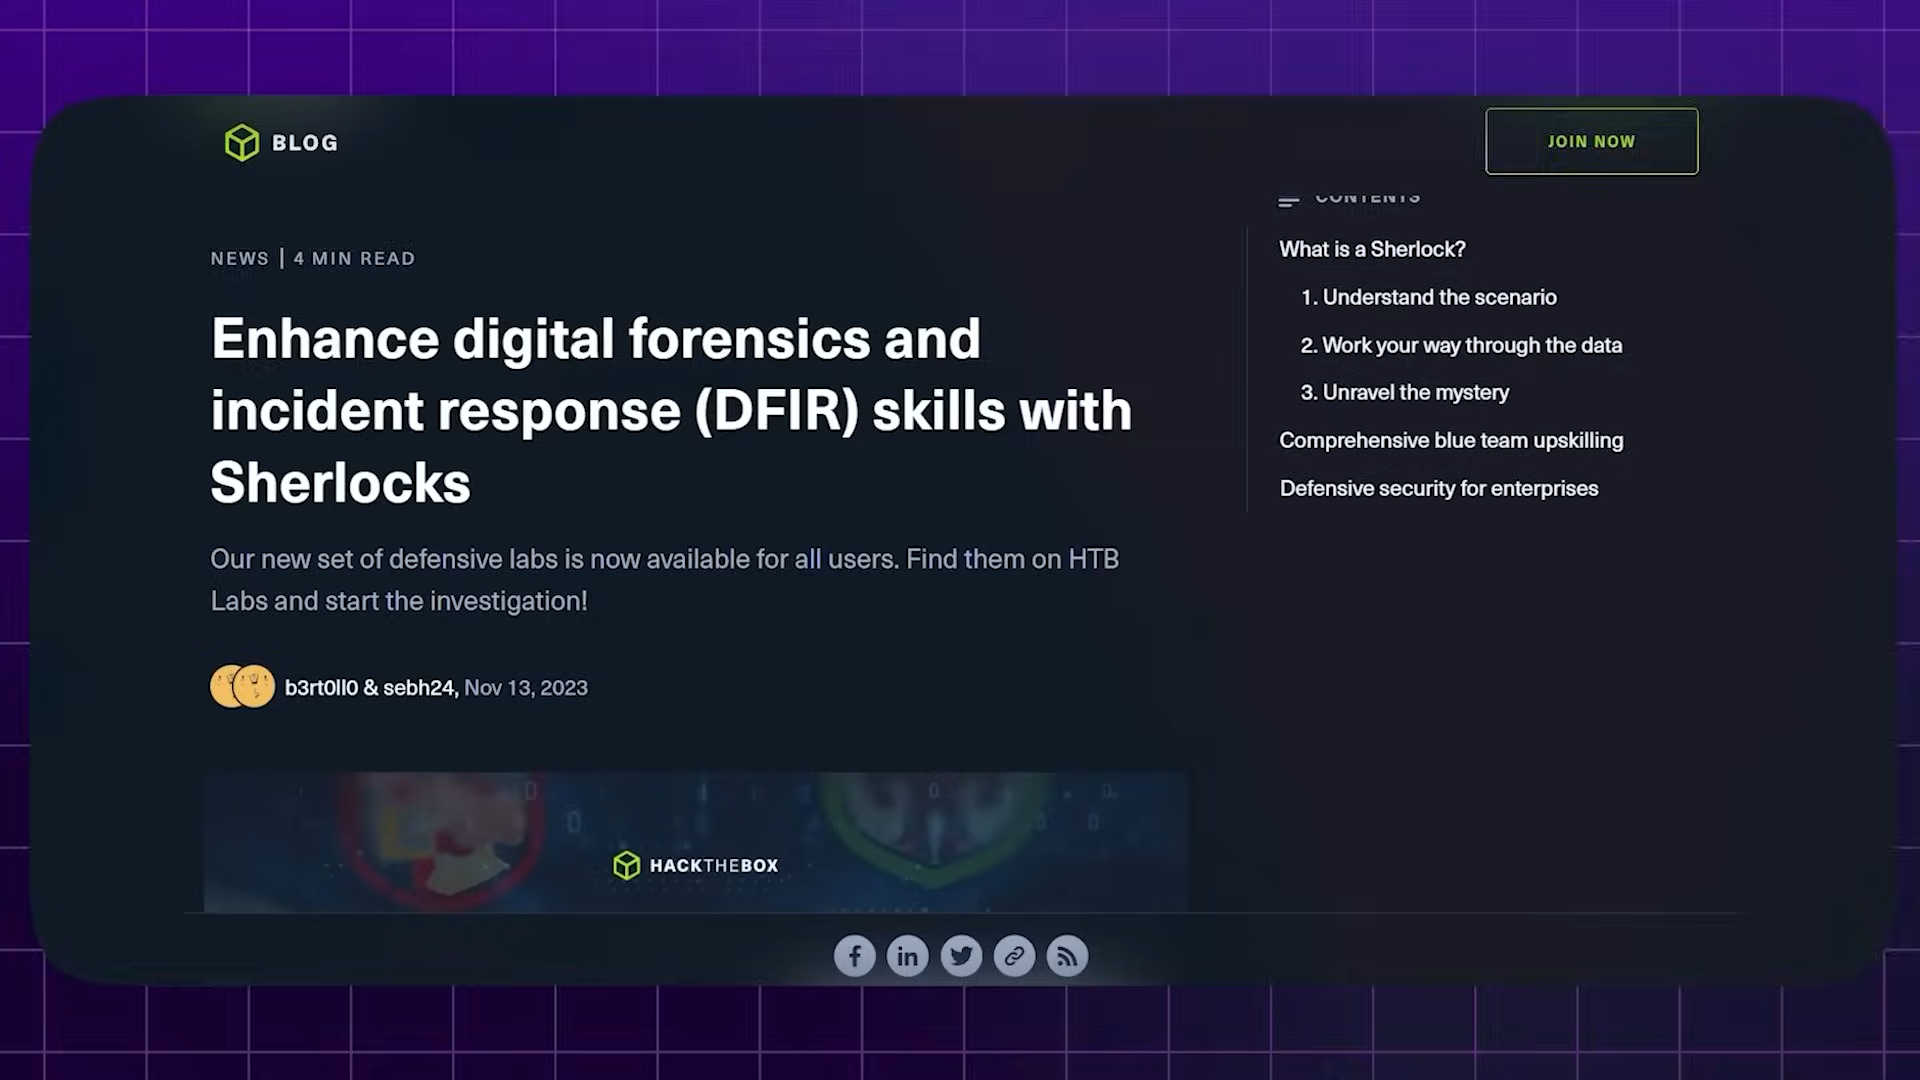 BLOG
JOIN NOW
NEWS | 4 MIN READ
Enhance digital forensics and
incident response (DFIR) skills with
Sherlocks
Our new set of defensive labs is now available for all users. Find them on HTB
Labs and start the investigation!
b3rt0ll0 & sebh24, Nov 13, 2023
HACKTHEBOX
CONTENTS
What is a Sherlock?
1. Understand the scenario
2. Work your way through the data
3. Unravel the mystery
Comprehensive blue team upskilling
Defensive security for enterprises